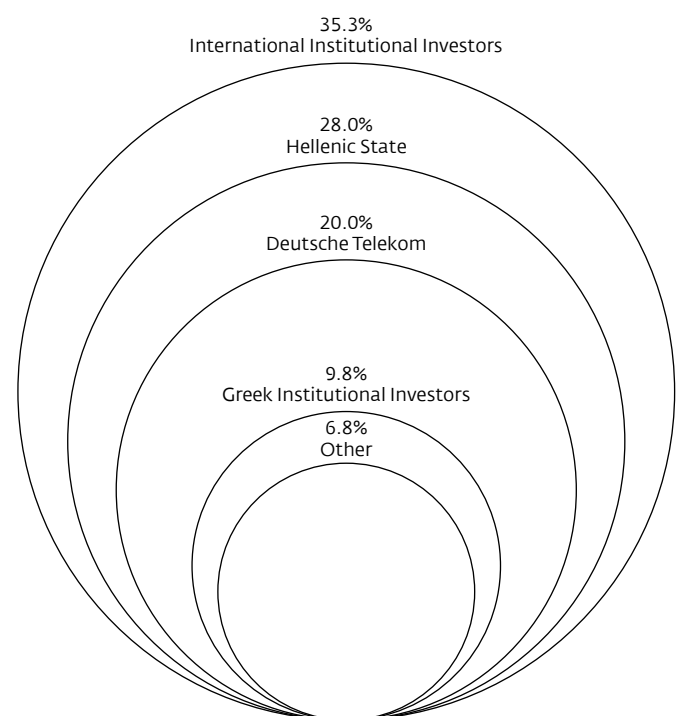 35.3%
International Institutional Investors
28.0%
Hellenic State
20.0%
Deutsche Telekom
9.8%
Greek Institutional Investors
6.8%
Other